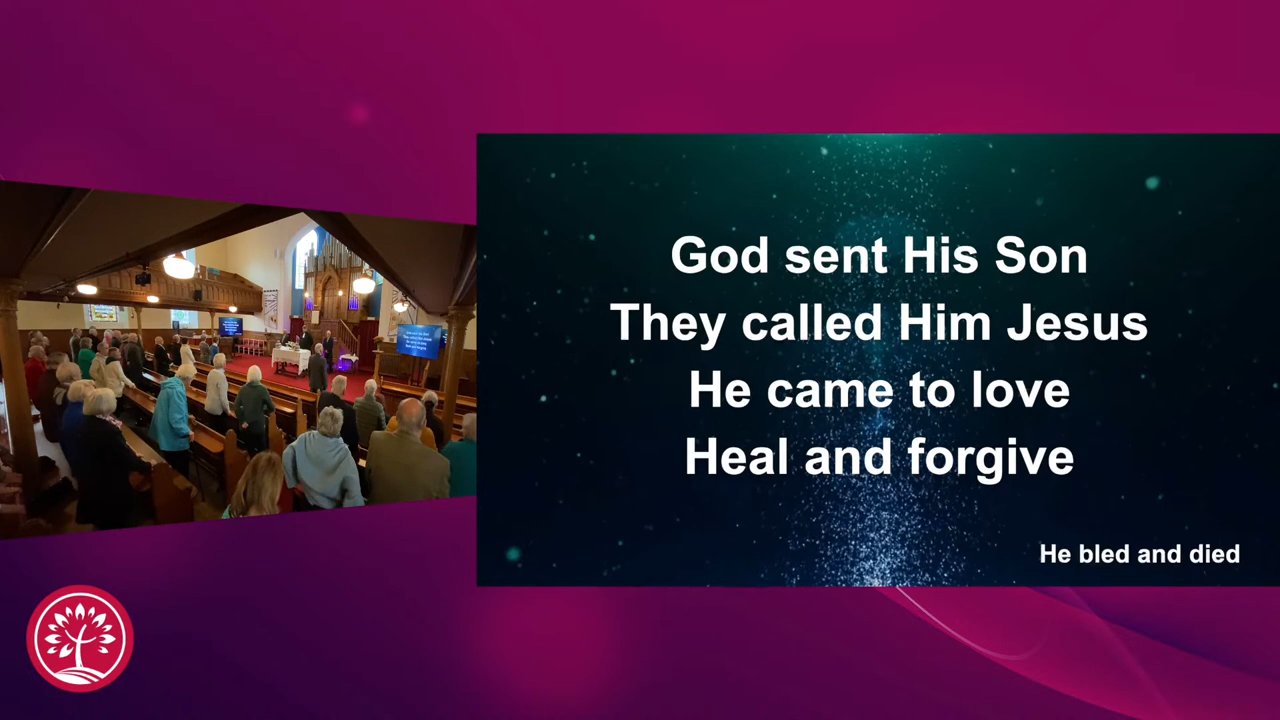 God sent His Son
They called Him Jesus
He came to love
Heal and forgive
He bled and died